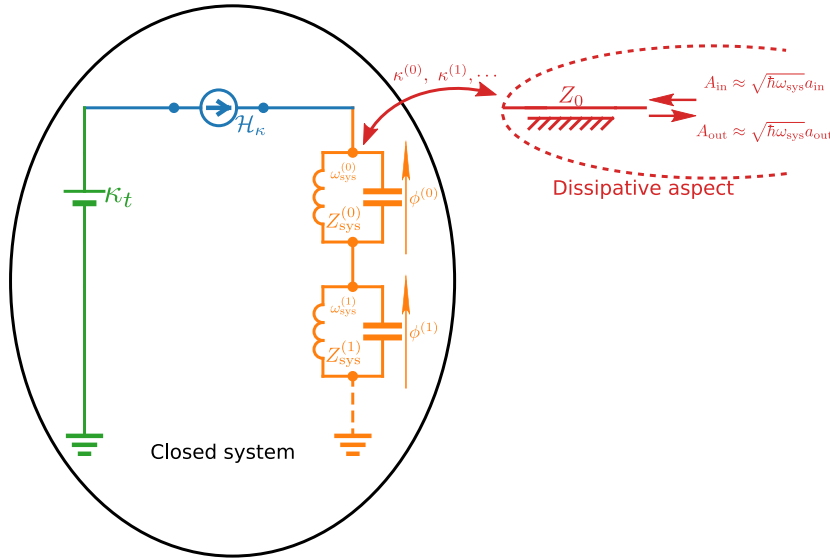 κ^{(0)}, κ^{(1)}, ⋯
Z_0
A_in ≈ √ħω_sys a_in
A_out ≈ √ħω_sys a_out
Dissipative aspect
ℋ_κ
κ_t
ω_sys^{(0)}
Z_sys^{(0)}
ϕ^{(0)}
ω_sys^{(1)}
Z_sys^{(1)}
ϕ^{(1)}
Closed system